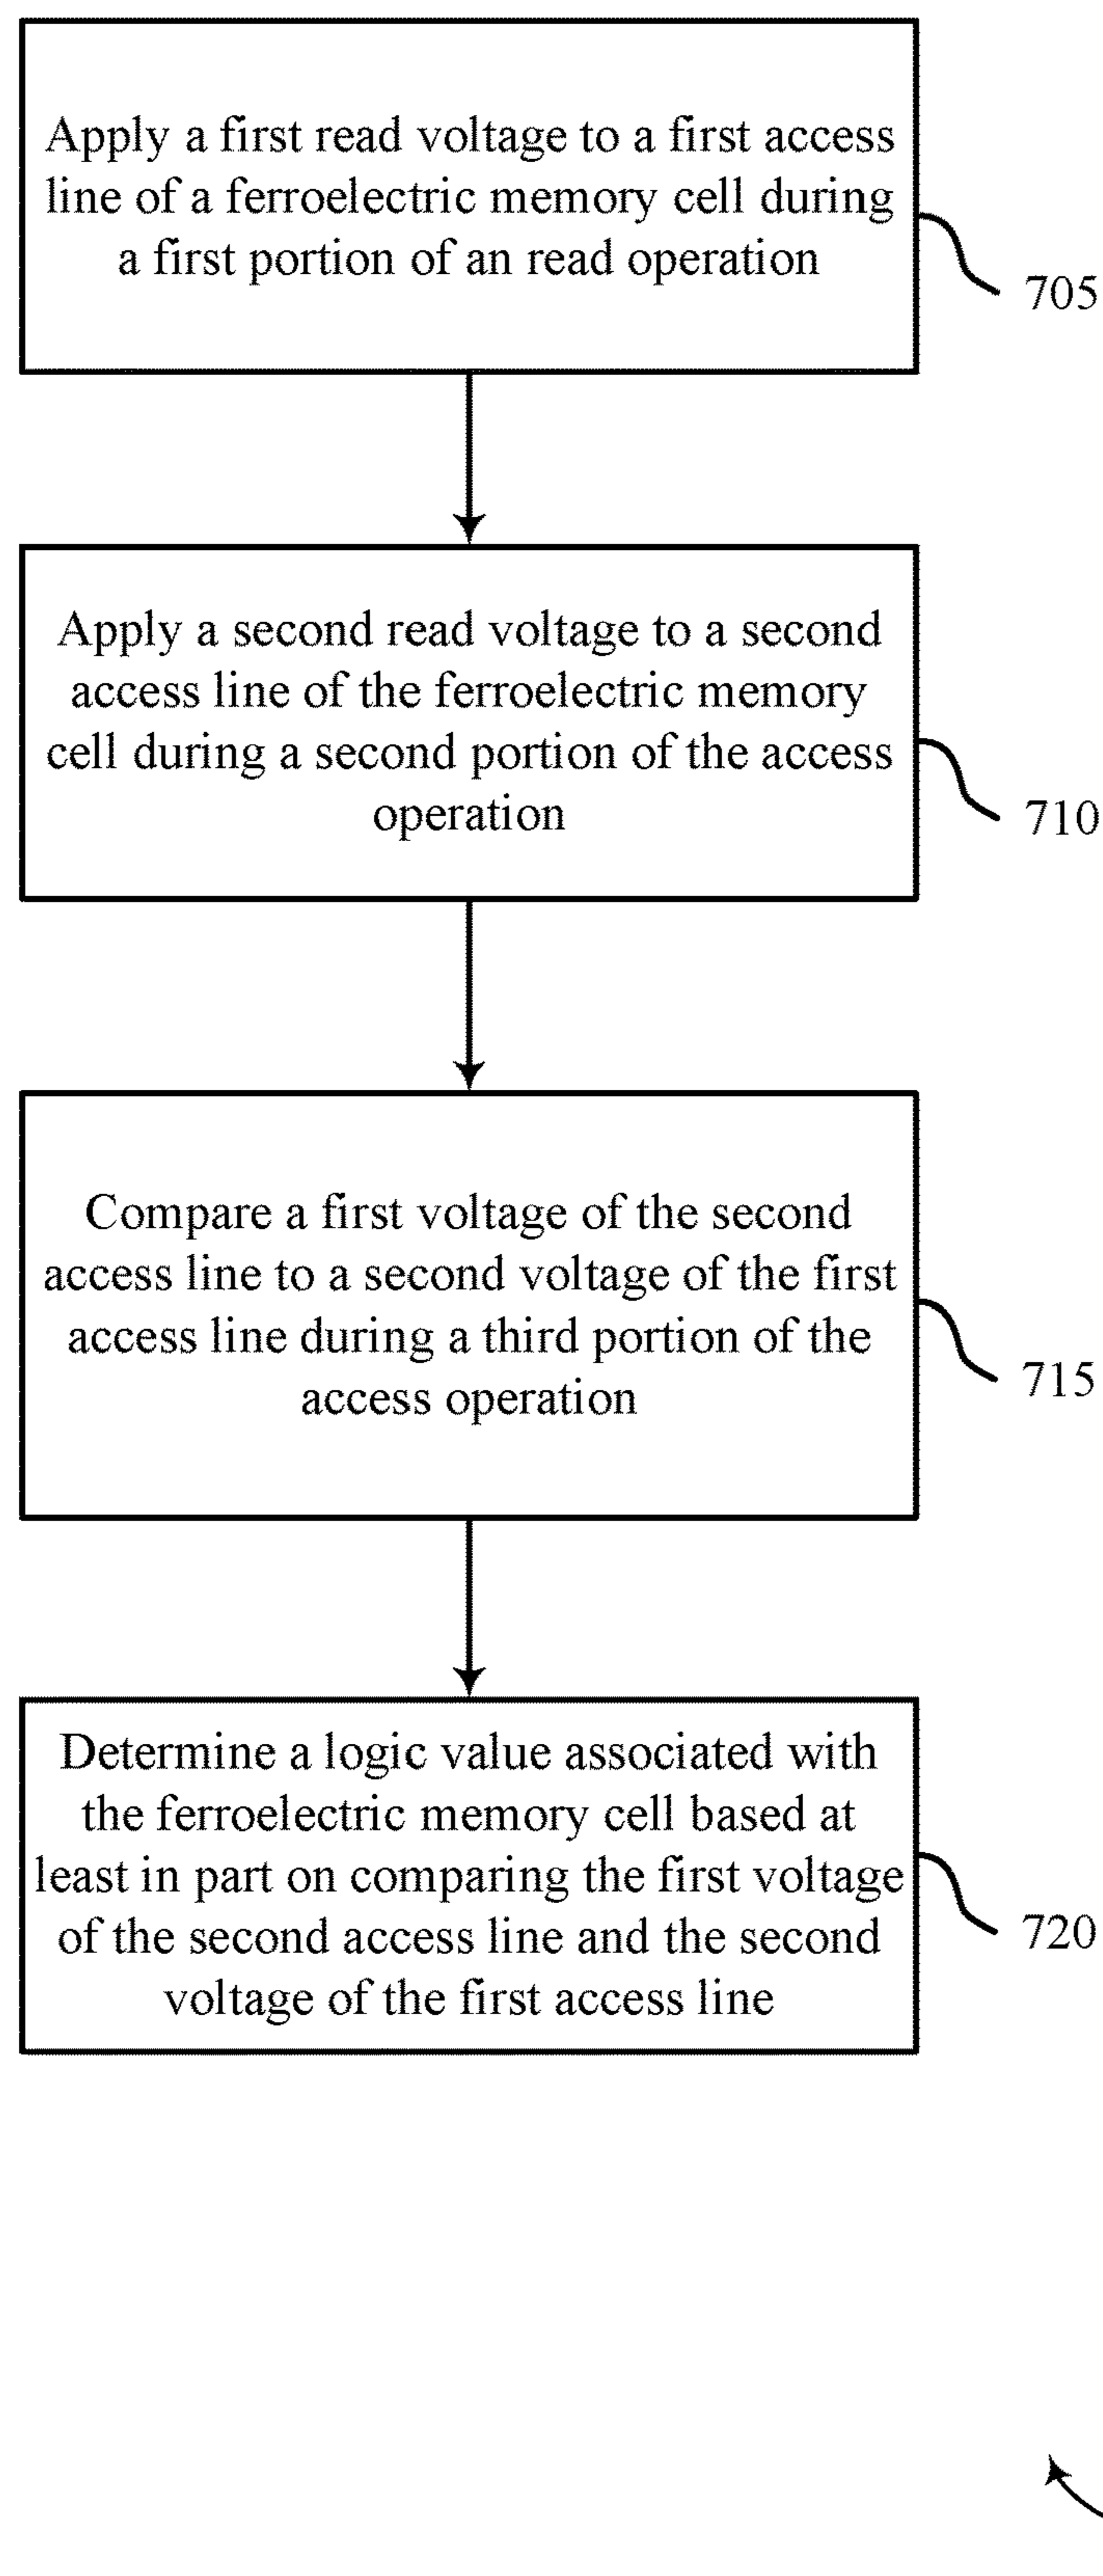 Apply a first read voltage to a first access
line of a ferroelectric memory cell during
a first portion of an read operation
705
Apply a second read voltage to a second
access line of the ferroelectric memory
cell during a second portion of the access
operation
710
Compare a first voltage of the second
access line to a second voltage of the first
access line during a third portion of the
access operation
715
Determine a logic value associated with
the ferroelectric memory cell based at
least in part on comparing the first voltage
of the second access line and the second
voltage of the first access line
720